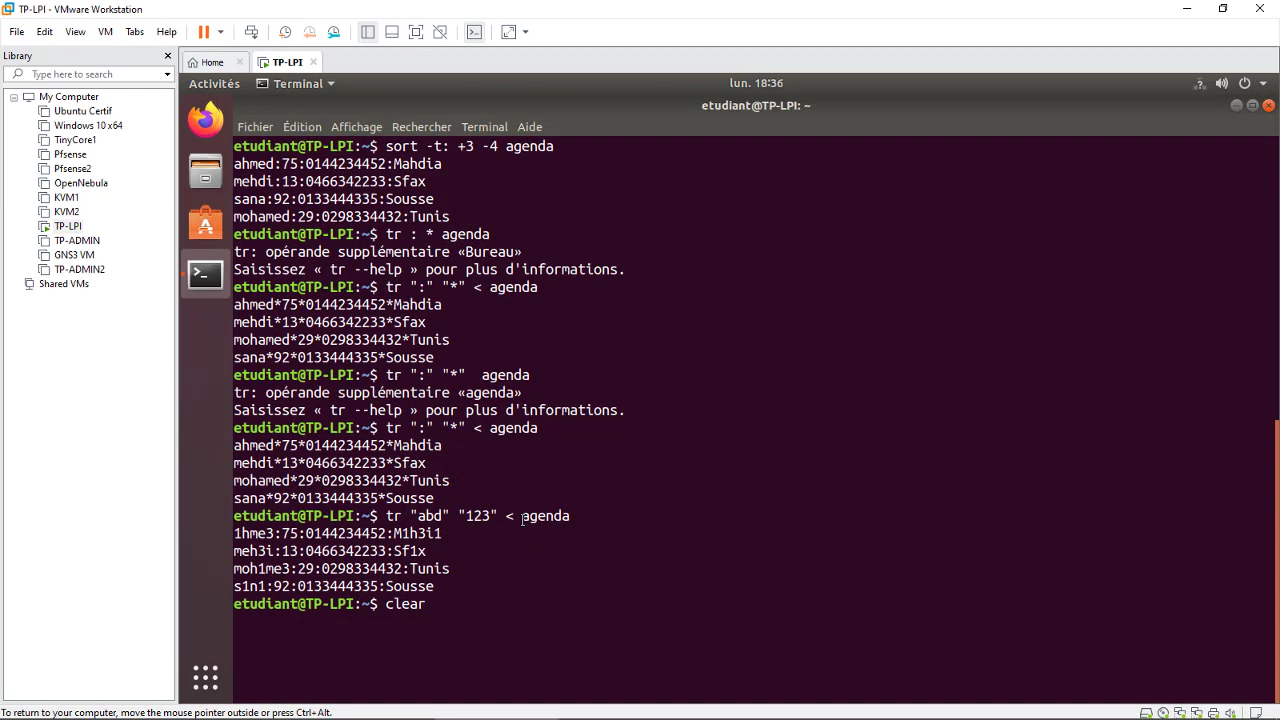 TP-LPI - VMware Workstation
File Edit View VM Tabs Help
Library
Home
TP-LPI
Type here to search
Activités
Terminal
lun. 18:36
My Computer
etudiant@TP-LPI: ~
Ubuntu Certif
Windows 10 x64
TinyCore1
Pfsense
Pfsense2
OpenNebula
KVM1
KVM2
TP-LPI
TP-ADMIN
GNS3 VM
TP-ADMIN2
Shared VMs
Fichier Édition Affichage Rechercher Terminal Aide
etudiant@TP-LPI:~$ sort -t: +3 -4 agenda
ahmed:75:0144234452:Mahdia
mehdi:13:0466342233:Sfax
sana:92:0133444335:Sousse
mohamed:29:0298334432:Tunis
etudiant@TP-LPI:~$ tr : * agenda
tr: opérande supplémentaire «Bureau»
Saisissez « tr --help » pour plus d'informations.
etudiant@TP-LPI:~$ tr ":" "*" < agenda
ahmed*75*0144234452*Mahdia
mehdi*13*0466342233*Sfax
mohamed*29*0298334432*Tunis
sana*92*0133444335*Sousse
etudiant@TP-LPI:~$ tr ":" "*"  agenda
tr: opérande supplémentaire «agenda»
Saisissez « tr --help » pour plus d'informations.
etudiant@TP-LPI:~$ tr ":" "*" < agenda
ahmed*75*0144234452*Mahdia
mehdi*13*0466342233*Sfax
mohamed*29*0298334432*Tunis
sana*92*0133444335*Sousse
etudiant@TP-LPI:~$ tr "abd" "123" < agenda
1hme3:75:0144234452:M1h3i1
meh3i:13:0466342233:Sf1x
moh1me3:29:0298334432:Tunis
s1n1:92:0133444335:Sousse
etudiant@TP-LPI:~$ clear
To return to your computer, move the mouse pointer outside or press Ctrl+Alt.